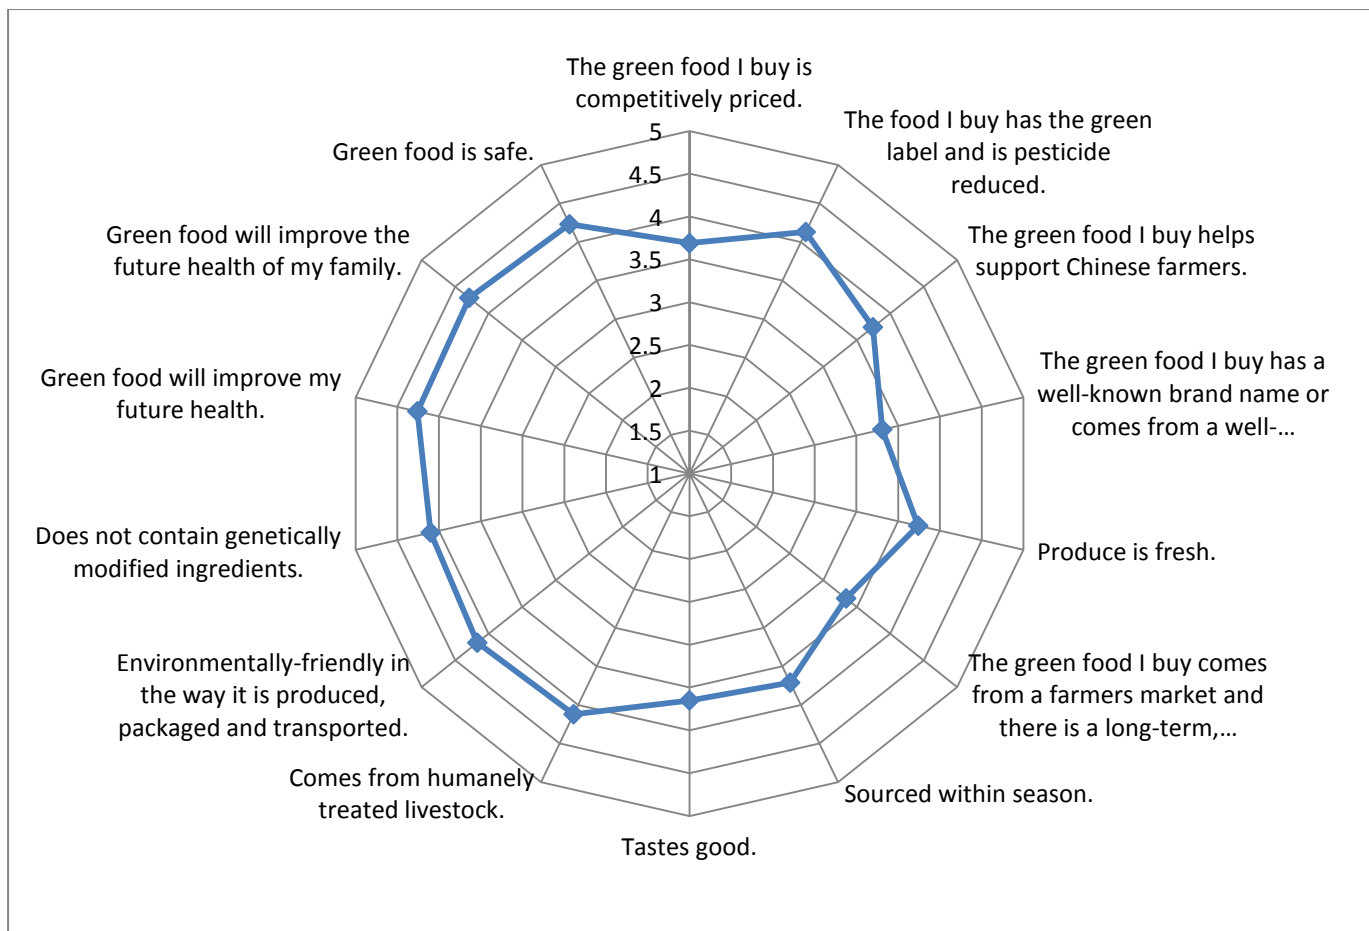 The green food I buy is
competitively priced.
The food I buy has the green
label and is pesticide
reduced.
The green food I buy helps
support Chinese farmers.
The green food I buy has a
well-known brand name or
comes from a well-…
Produce is fresh.
The green food I buy comes
from a farmers market and
there is a long-term,…
Sourced within season.
Tastes good.
Comes from humanely
treated livestock.
Environmentally-friendly in
the way it is produced,
packaged and transported.
Does not contain genetically
modified ingredients.
Green food will improve my
future health.
Green food will improve the
future health of my family.
Green food is safe.
5
4.5
4
3.5
3
2.5
2
1.5
1